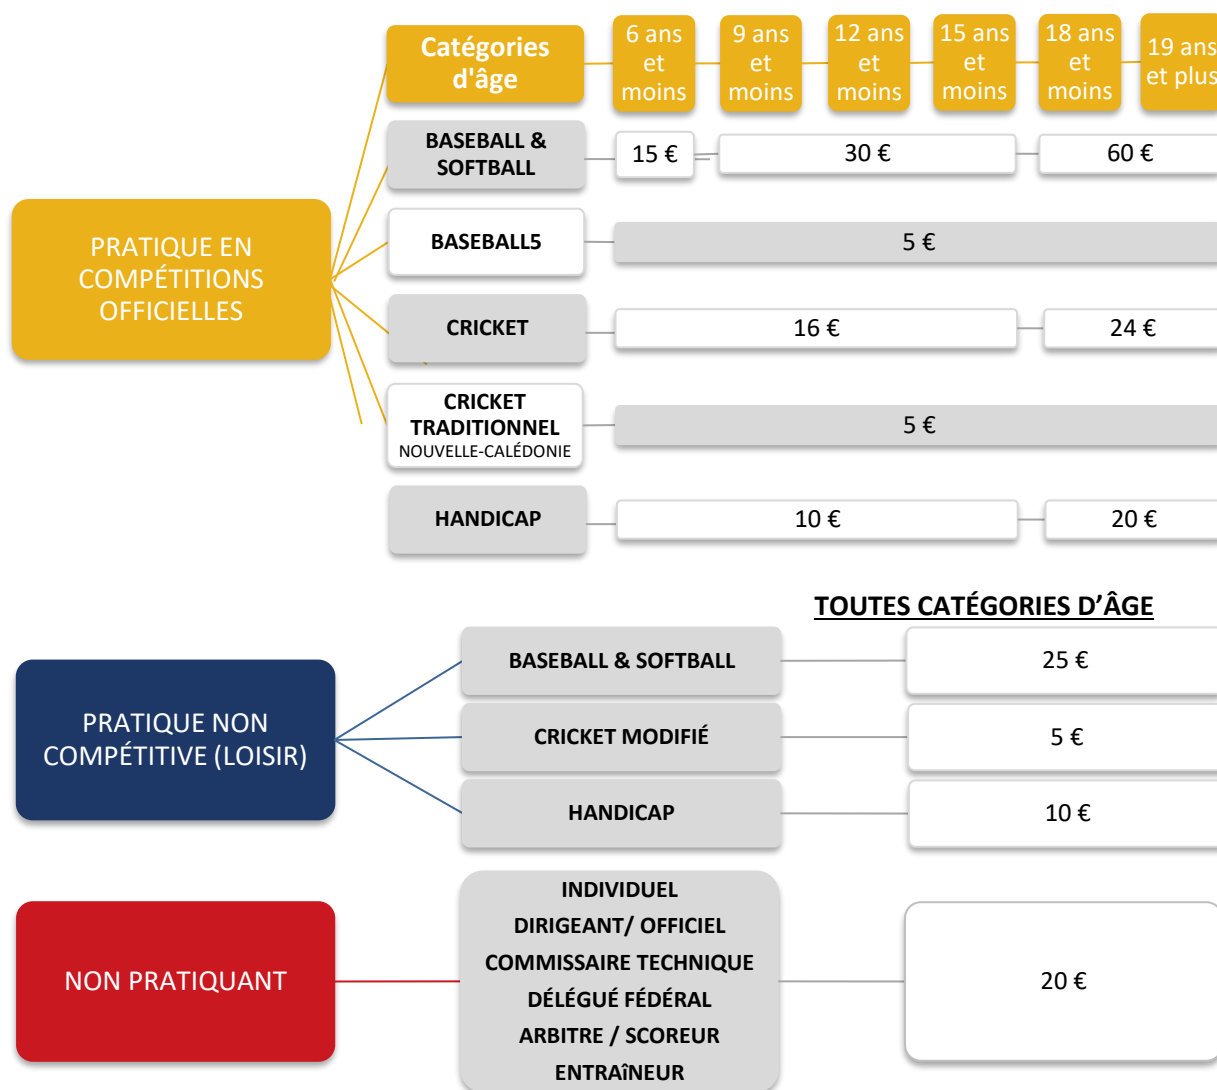 Catégories
d'âge
6 ans
et
moins
9 ans
et
moins
12 ans
et
moins
15 ans
et
moins
18 ans
et
moins
19 ans
et plus
BASEBALL &
SOFTBALL
15 €
30 €
60 €
PRATIQUE EN
COMPÉTITIONS
OFFICIELLES
BASEBALL5
5 €
CRICKET
16 €
24 €
CRICKET
TRADITIONNEL
NOUVELLE-CALÉDONIE
5 €
HANDICAP
10 €
20 €
TOUTES CATÉGORIES D’ÂGE
PRATIQUE NON
COMPÉTITIVE (LOISIR)
BASEBALL & SOFTBALL
25 €
CRICKET MODIFIÉ
5 €
HANDICAP
10 €
NON PRATIQUANT
INDIVIDUEL
DIRIGEANT/ OFFICIEL
COMMISSAIRE TECHNIQUE
DÉLÉGUÉ FÉDÉRAL
ARBITRE / SCOREUR
ENTRAîNEUR
20 €